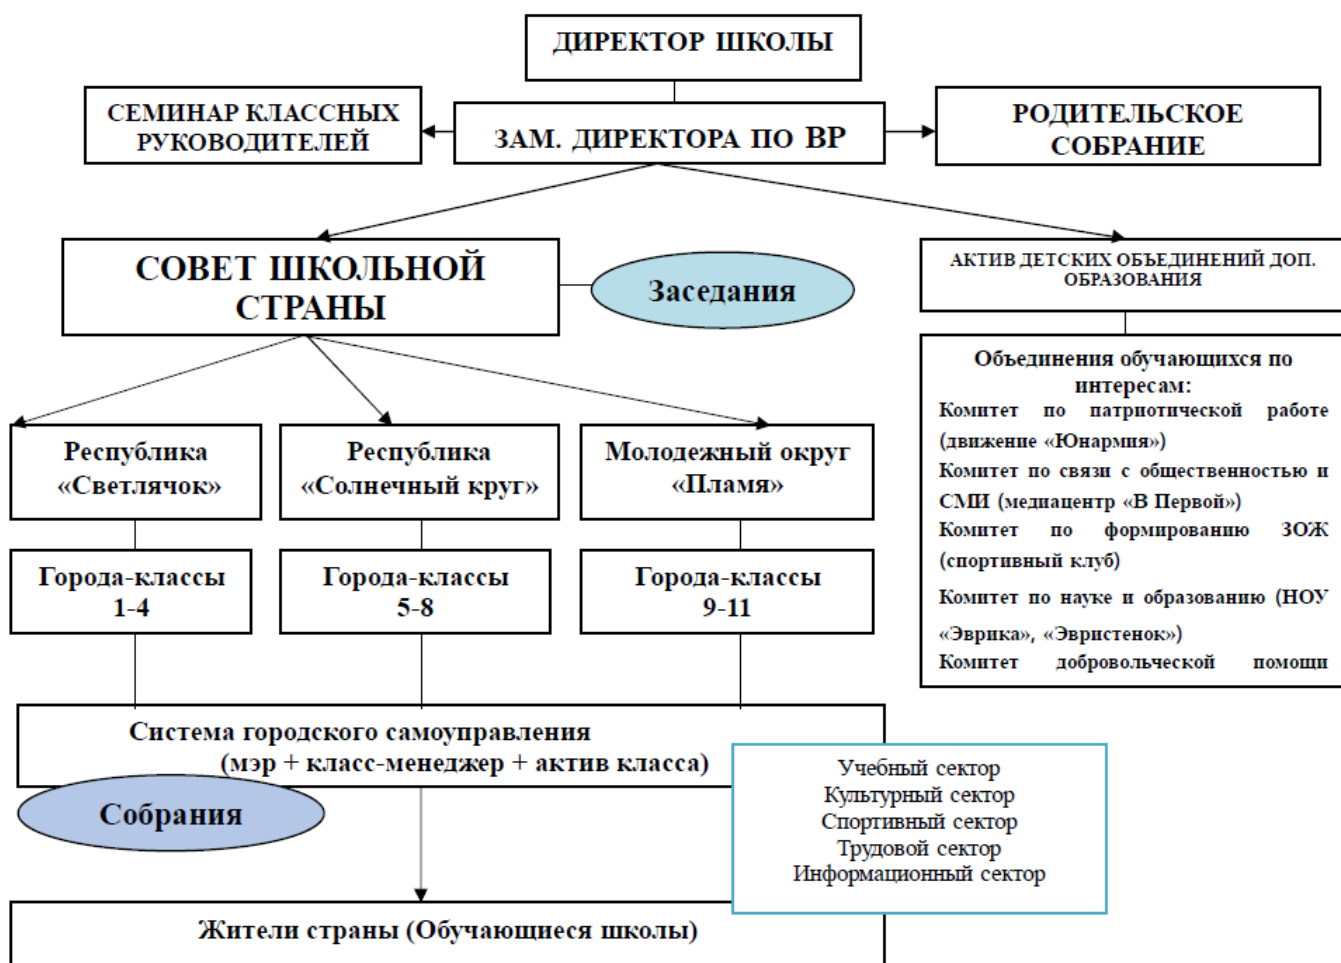 ДИРЕКТОР ШКОЛЫ
СЕМИНАР КЛАССНЫХ
РУКОВОДИТЕЛЕЙ
ЗАМ. ДИРЕКТОРА ПО ВР
РОДИТЕЛЬСКОЕ
СОБРАНИЕ
СОВЕТ ШКОЛЬНОЙ
СТРАНЫ
Заседания
АКТИВ ДЕТСКИХ ОБЪЕДИНЕНИЙ ДОП.
ОБРАЗОВАНИЯ
Объединения обучающихся по
интересам:
Комитет по патриотической работе
(движение «Юнармия»)
Комитет по связи с общественностью и
СМИ (медиацентр «В Первой»)
Комитет по формированию ЗОЖ
(спортивный клуб)
Комитет по науке и образованию (НОУ
«Эврика», «Эвристенок»)
Комитет добровольческой помощи
Республика
«Светлячок»
Республика
«Солнечный круг»
Молодежный округ
«Пламя»
Города-классы
1-4
Города-классы
5-8
Города-классы
9-11
Система городского самоуправления
(мэр + класс-менеджер + актив класса)
Собрания
Учебный сектор
Культурный сектор
Спортивный сектор
Трудовой сектор
Информационный сектор
Жители страны (Обучающиеся школы)